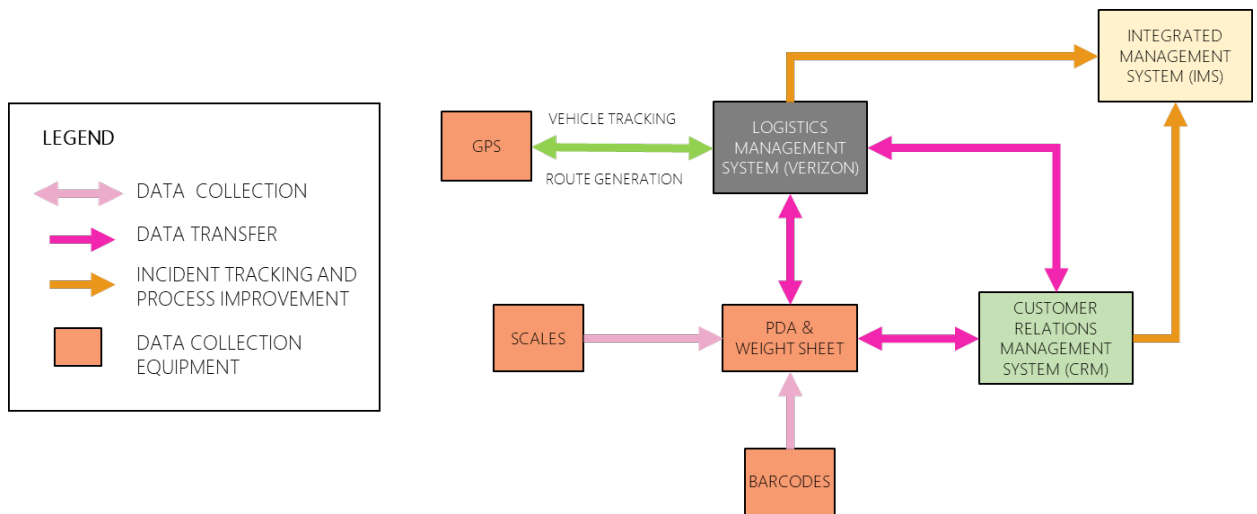 LEGEND
DATA COLLECTION
DATA TRANSFER
INCIDENT TRACKING AND
PROCESS IMPROVEMENT
DATA COLLECTION
EQUIPMENT
INTEGRATED
MANAGEMENT
SYSTEM (IMS)
VEHICLE TRACKING
GPS
ROUTE GENERATION
LOGISTICS
MANAGEMENT
SYSTEM (VERIZON)
SCALES
PDA &
WEIGHT SHEET
CUSTOMER
RELATIONS
MANAGEMENT
SYSTEM (CRM)
BARCODES